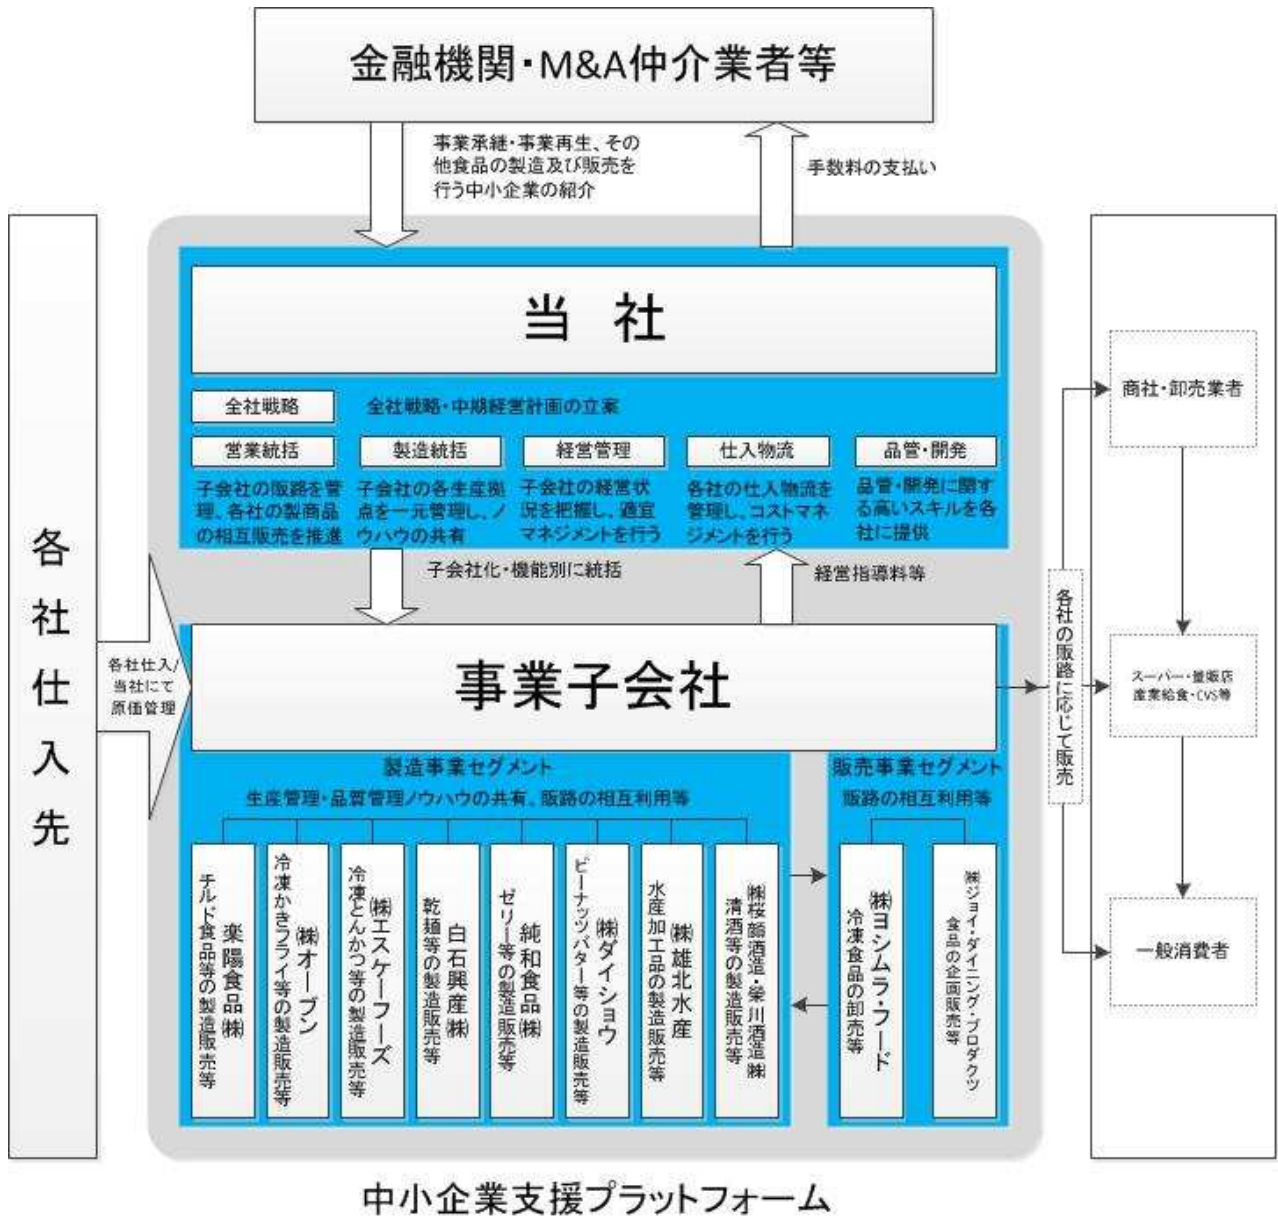 金融機関・M&A仲介業者等
事業承継・事業再生、その
他食品の製造及び販売を
行う中小企業の紹介
手数料の支払い
当 社
全社戦略
全社戦略・中期経営計画の立案
営業統括
子会社の販路を管
理、各社の製商品
の相互販売を推進
製造統括
子会社の各生産拠
点を一元管理し、ノ
ウハウの共有
経営管理
子会社の経営状
況を把握し、適宜
マネジメントを行う
仕入物流
各社の仕入物流を
管理し、コストマネ
ジメントを行う
品管・開発
品管・開発に関す
る高いスキルを各
社に提供
子会社化・機能別に統括
経営指導料等
各社仕入先
各社仕入/
当社にて
原価管理
事業子会社
製造事業セグメント
生産管理・品質管理ノウハウの共有、販路の相互利用等
楽陽食品㈱
チルド食品等の製造販売等
㈱オーブン
冷凍かきフライ等の製造販売等
㈱エスケーフーズ
冷凍とんかつ等の製造販売等
白石興産㈱
乾麺等の製造販売等
純和食品㈱
ゼリー等の製造販売等
㈱ダイショウ
ピーナッツバター等の製造販売等
㈱雄北水産
水産加工品の製造販売等
㈱桜顔酒造・榮川酒造㈱
清酒等の製造販売等
販売事業セグメント
販路の相互利用等
㈱ヨシムラ・フード
冷凍食品の卸売等
㈱ジョイ・ダイニング・プロダクツ
食品の企画販売等
各社の販路に応じて販売
商社・卸売業者
スーパー・量販店
産業給食・CVS等
一般消費者
中小企業支援プラットフォーム